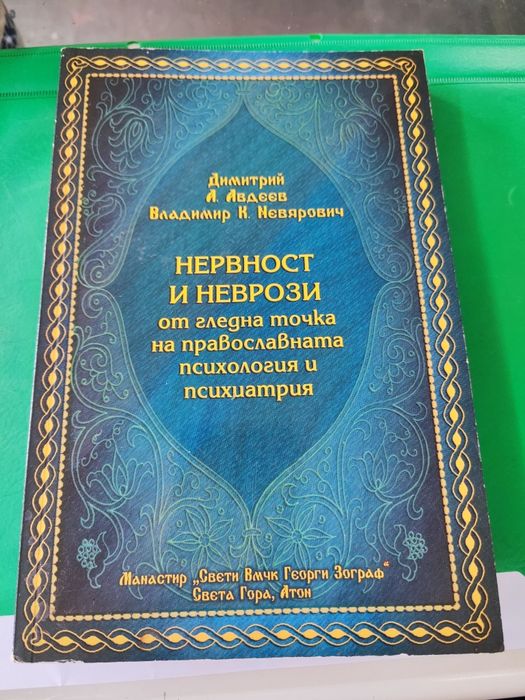 Димитрий
А. Авдеев
Владимир К. Невярович
НЕРВНОСТ
И НЕВРОЗИ
от гледна точка
на православната
психология и
психиатрия
Манастир „Свети Вмчк Георги Зограф“
Света Гора, Атон